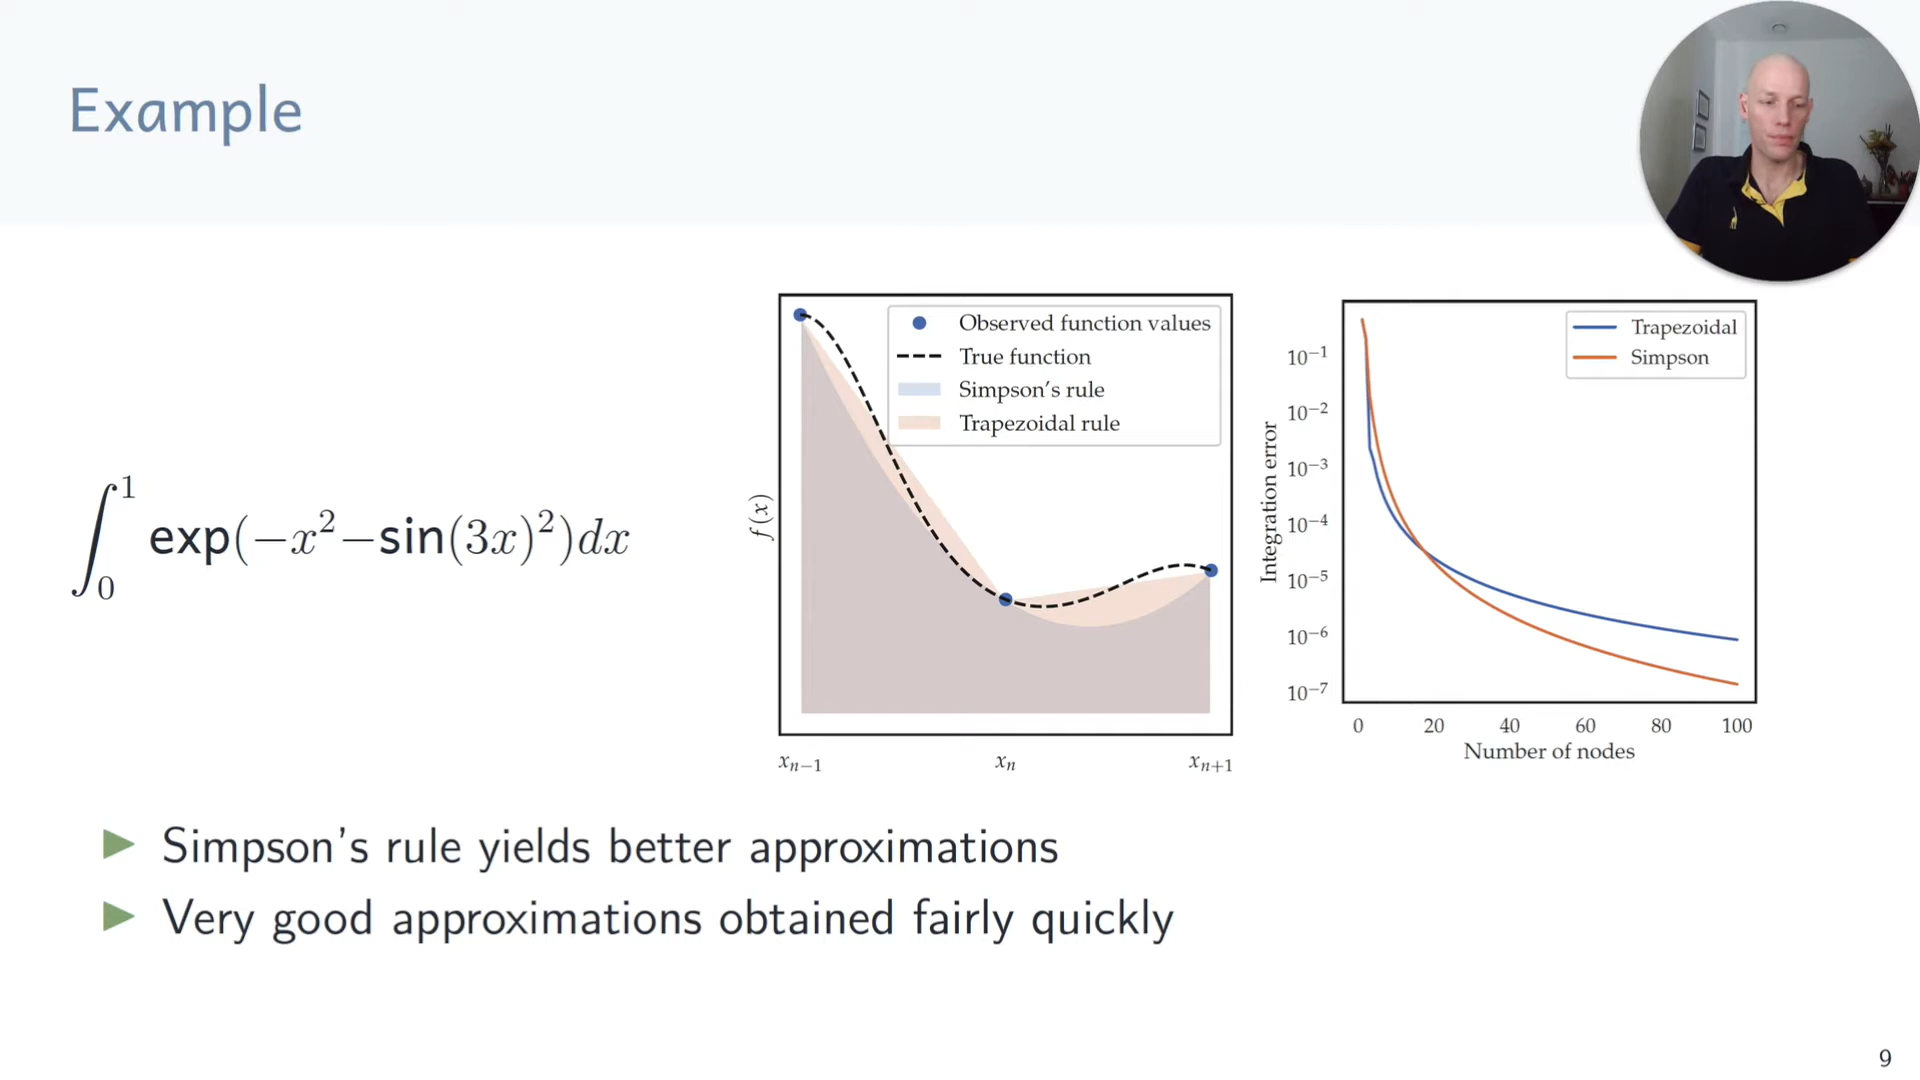 Example
∫₀¹ exp(−x²−sin(3x)²)dx
Observed function values
True function
Simpson's rule
Trapezoidal rule
f(x)
xₙ₋₁ xₙ xₙ₊₁
Trapezoidal
Simpson
Integration error
10⁻¹
10⁻²
10⁻³
10⁻⁴
10⁻⁵
10⁻⁶
10⁻⁷
0 20 40 60 80 100
Number of nodes
▶ Simpson's rule yields better approximations
▶ Very good approximations obtained fairly quickly
9